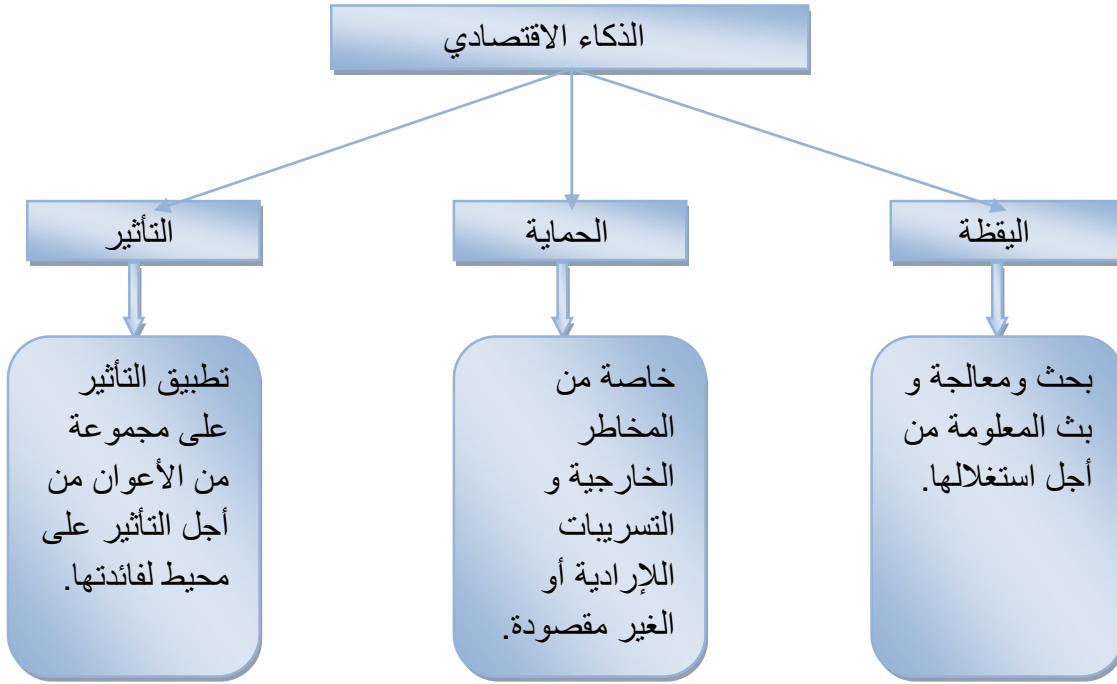 الذكاء الاقتصادي
اليقظة
الحماية
التأثير
بحث ومعالجة و
بث المعلومة من
أجل استغلالها.
خاصة من
المخاطر
الخارجية و
التسريبات
اللاإرادية أو
الغير مقصودة.
تطبيق التأثير
على مجموعة
من الأعوان من
أجل التأثير على
محيط لفائدتها.